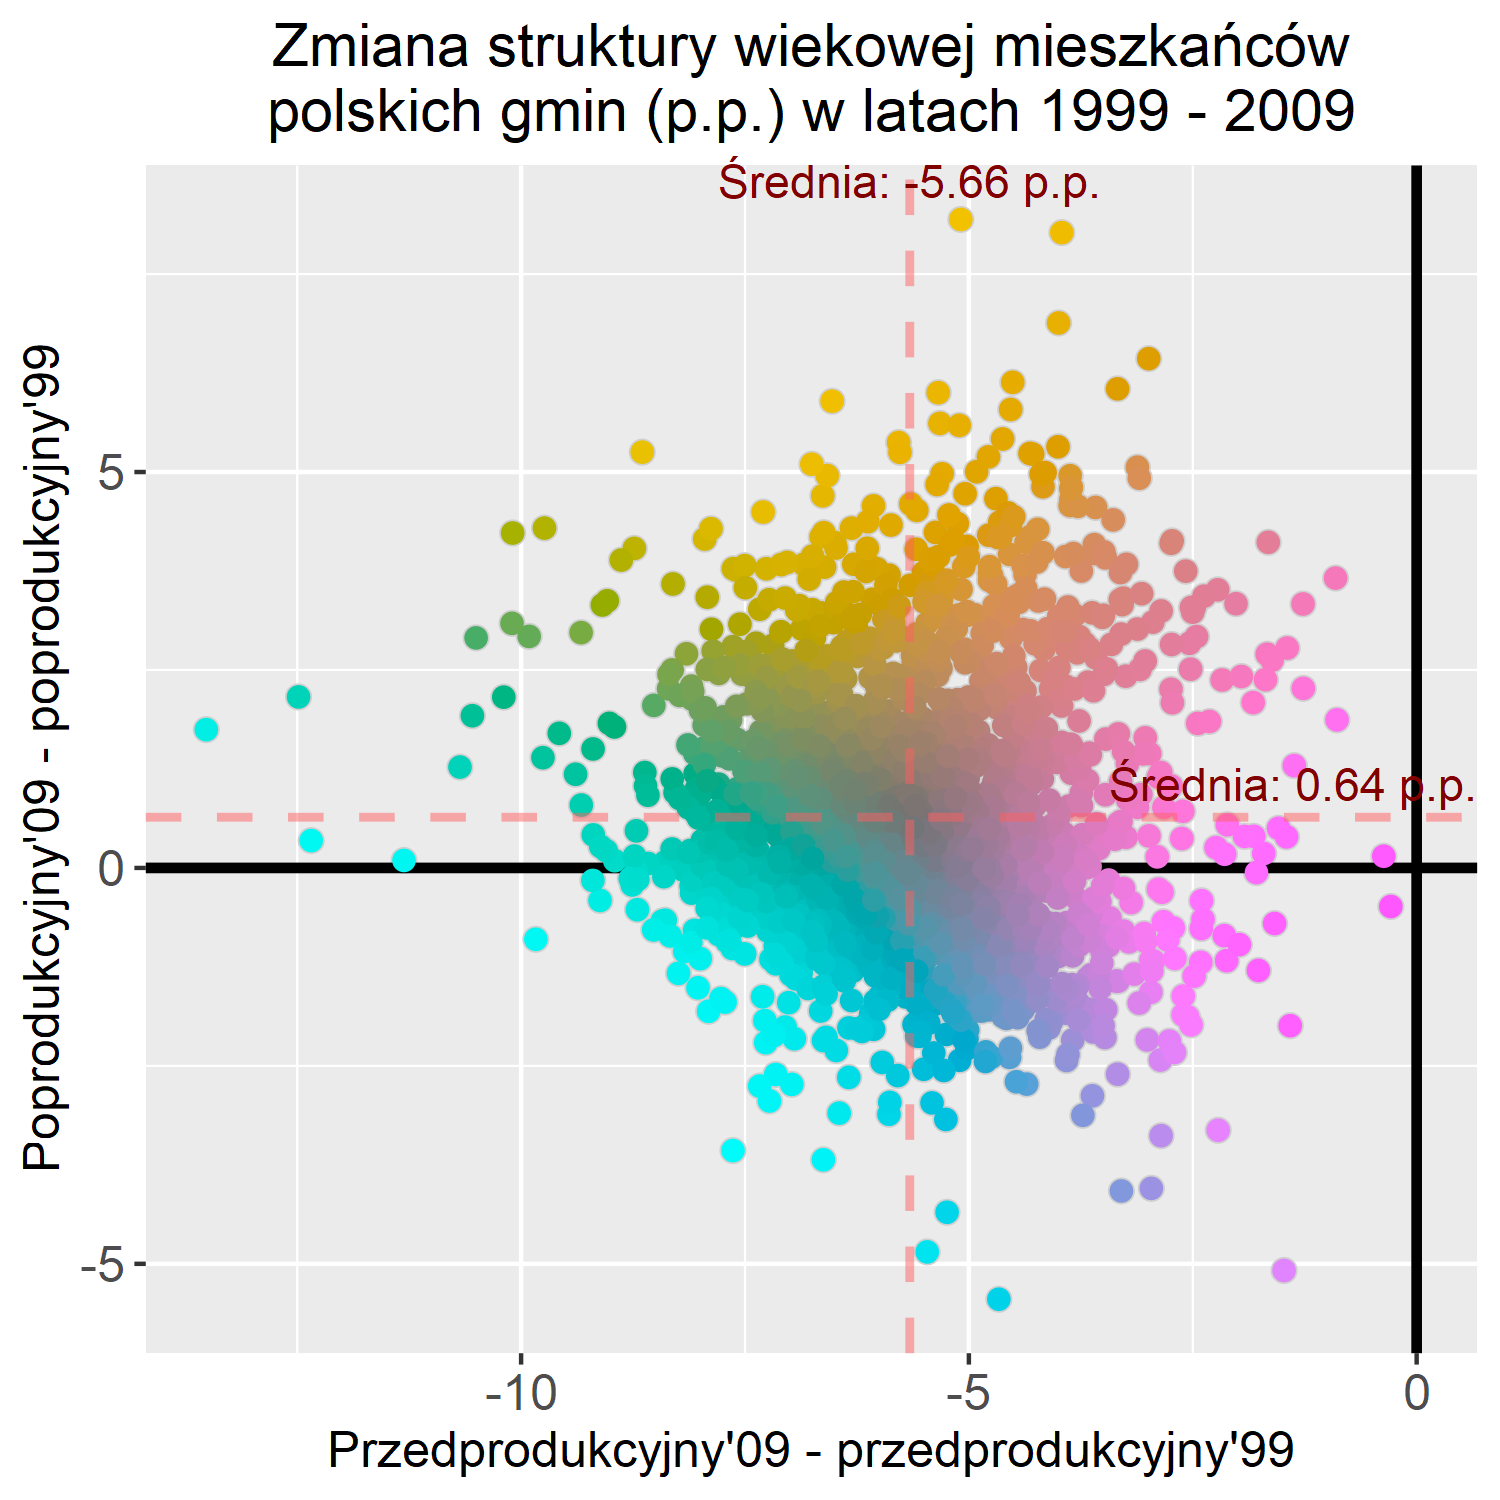 Zmiana struktury wiekowej mieszkańców
polskich gmin (p.p.) w latach 1999 - 2009
Średnia: -5.66 p.p.
Poprodukcyjny'09 - poprodukcyjny'99
5
Średnia: 0.64 p.p.
0
-5
-10
-5
0
Przedprodukcyjny'09 - przedprodukcyjny'99